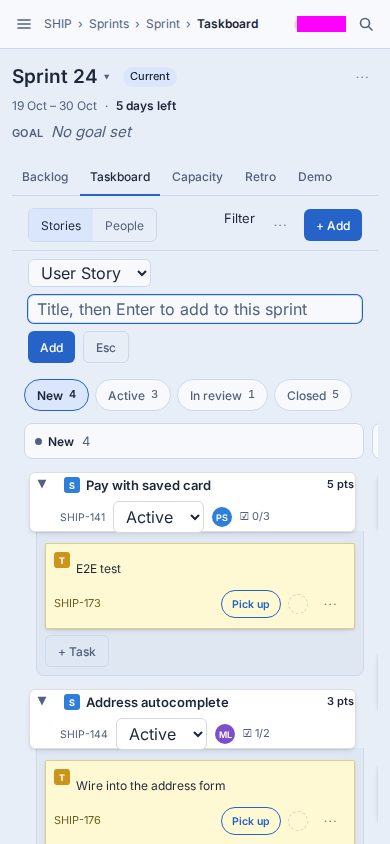 SHIP › Sprints › Sprint › Taskboard
Sprint 24 ▾ Current ...
19 Oct – 30 Oct · 5 days left
GOAL No goal set
Backlog Taskboard Capacity Retro Demo
Stories People Filter ... + Add
User Story
Title, then Enter to add to this sprint
Add Esc
New 4 Active 3 In review 1 Closed 5
New 4
▼ S Pay with saved card 5 pts
SHIP-141 Active PS ☑ 0/3
T E2E test
SHIP-173 Pick up ...
+ Task
▼ S Address autocomplete 3 pts
SHIP-144 Active ML ☑ 1/2
T Wire into the address form
SHIP-176 Pick up ...